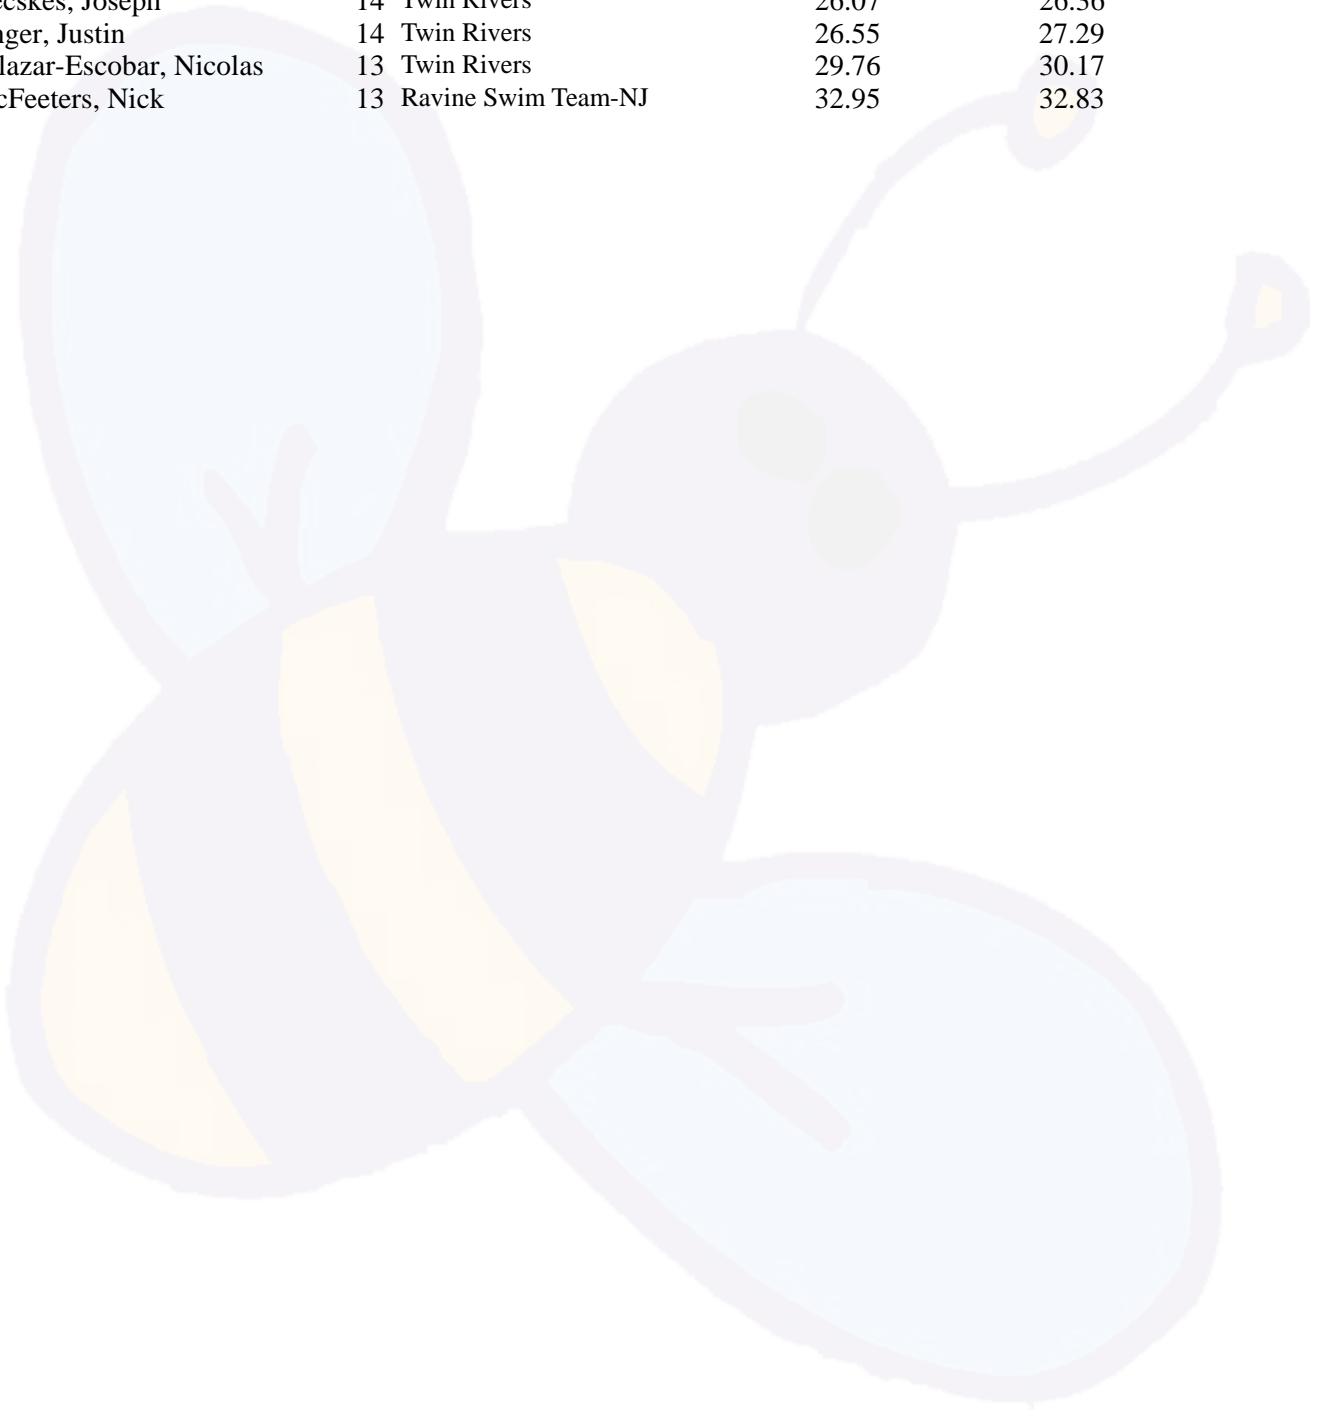 ecskes, Joseph 14 Twin Rivers 26.07 26.36
nger, Justin 14 Twin Rivers 26.55 27.29
lazar-Escobar, Nicolas 13 Twin Rivers 29.76 30.17
cFeeters, Nick 13 Ravine Swim Team-NJ 32.95 32.83